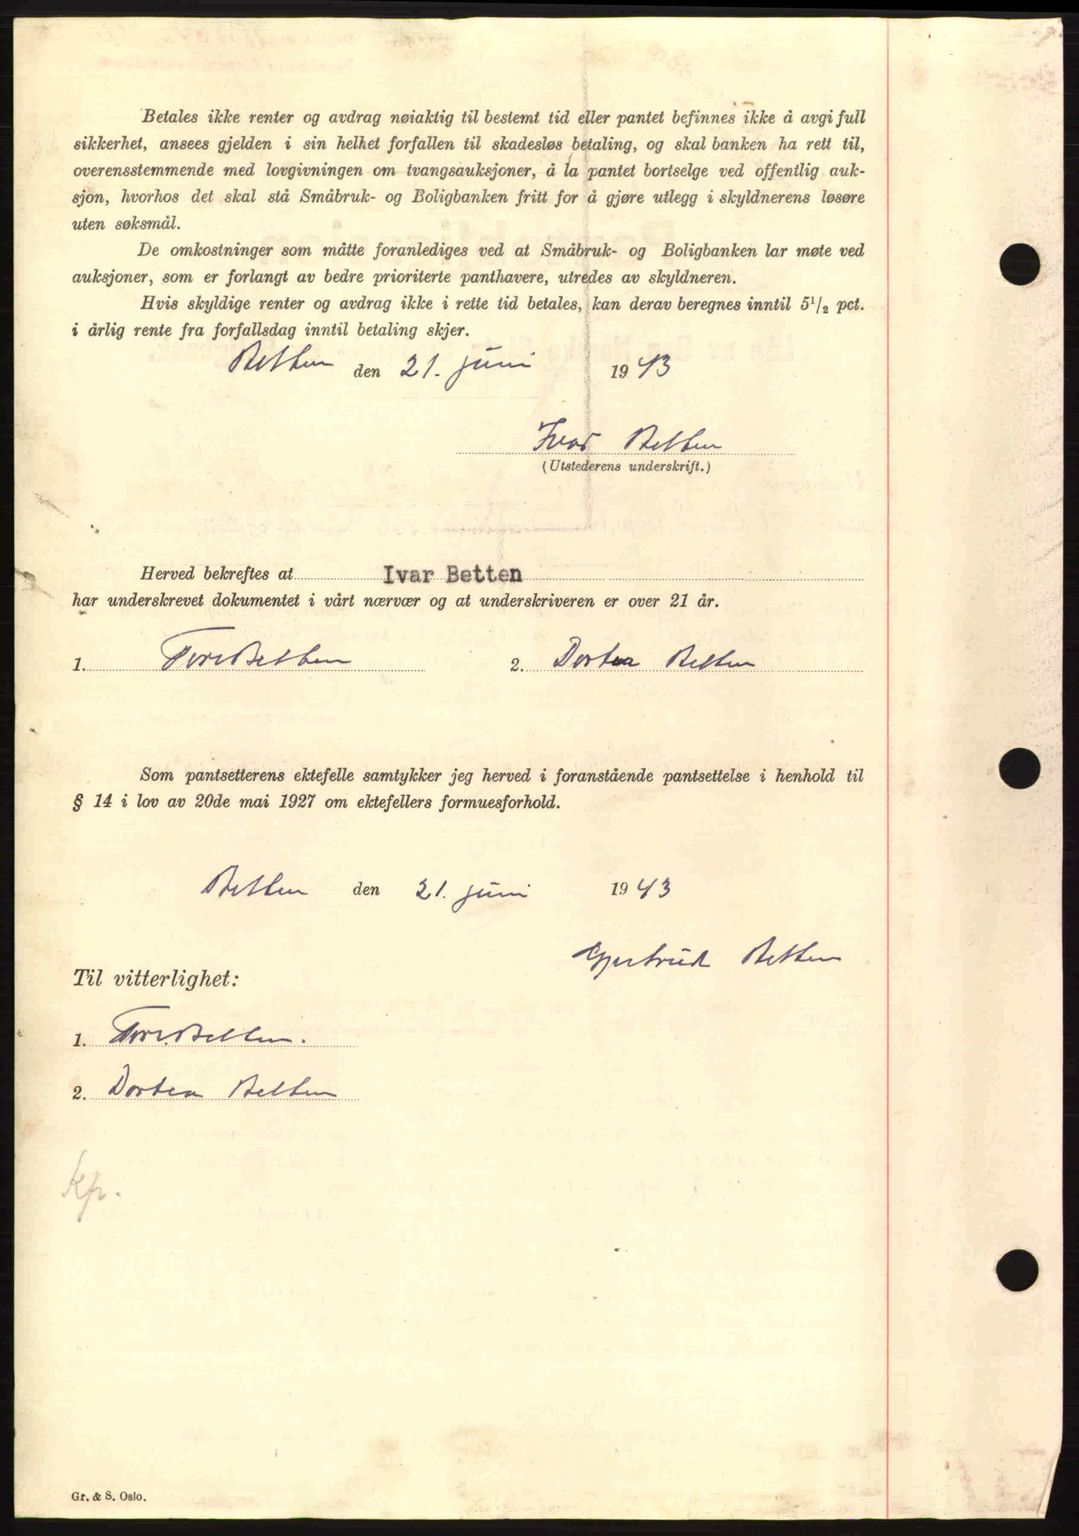 Betales ikke renter og avdrag nøiaktig til bestemt tid eller pantet befinnes ikke å avgi full
sikkerhet, ansees gjelden i sin helhet forfallen til skadesløs betaling, og skal banken ha rett til,
overensstemmende med lovgivningen om tvangsauksjoner, å la pantet bortselge ved offentlig auk-
sjon, hvorhos det skal stå Småbruk- og Boligbanken fritt for å gjøre utlegg i skyldnerens løsøre
uten søksmål.
De omkostninger som måtte foranlediges ved at Småbruk- og Boligbanken lar møte ved
auksjoner, som er forlangt av bedre prioriterte panthavere, utredes av skyldneren.
Hvis skyldige renter og avdrag ikke i rette tid betales, kan derav beregnes inntil 5½ pct.
i årlig rente fra forfallsdag inntil betaling skjer.
Betten den 21. juni 1943
Ivar Betten
(Utstederens underskrift.)
Herved bekreftes at Ivar Betten
har underskrevet dokumentet i vårt nærvær og at underskriveren er over 21 år.
1. Tore Betten 2. Dortea Betten
Som pantsetterens ektefelle samtykker jeg herved i foranstående pantsettelse i henhold til
§ 14 i lov av 20de mai 1927 om ektefellers formuesforhold.
Betten den 21. juni 1943
Gjertrud Betten
Til vitterlighet:
1. Tore Betten.
2. Dortea Betten
Kfr.
Gr. & S. Oslo.